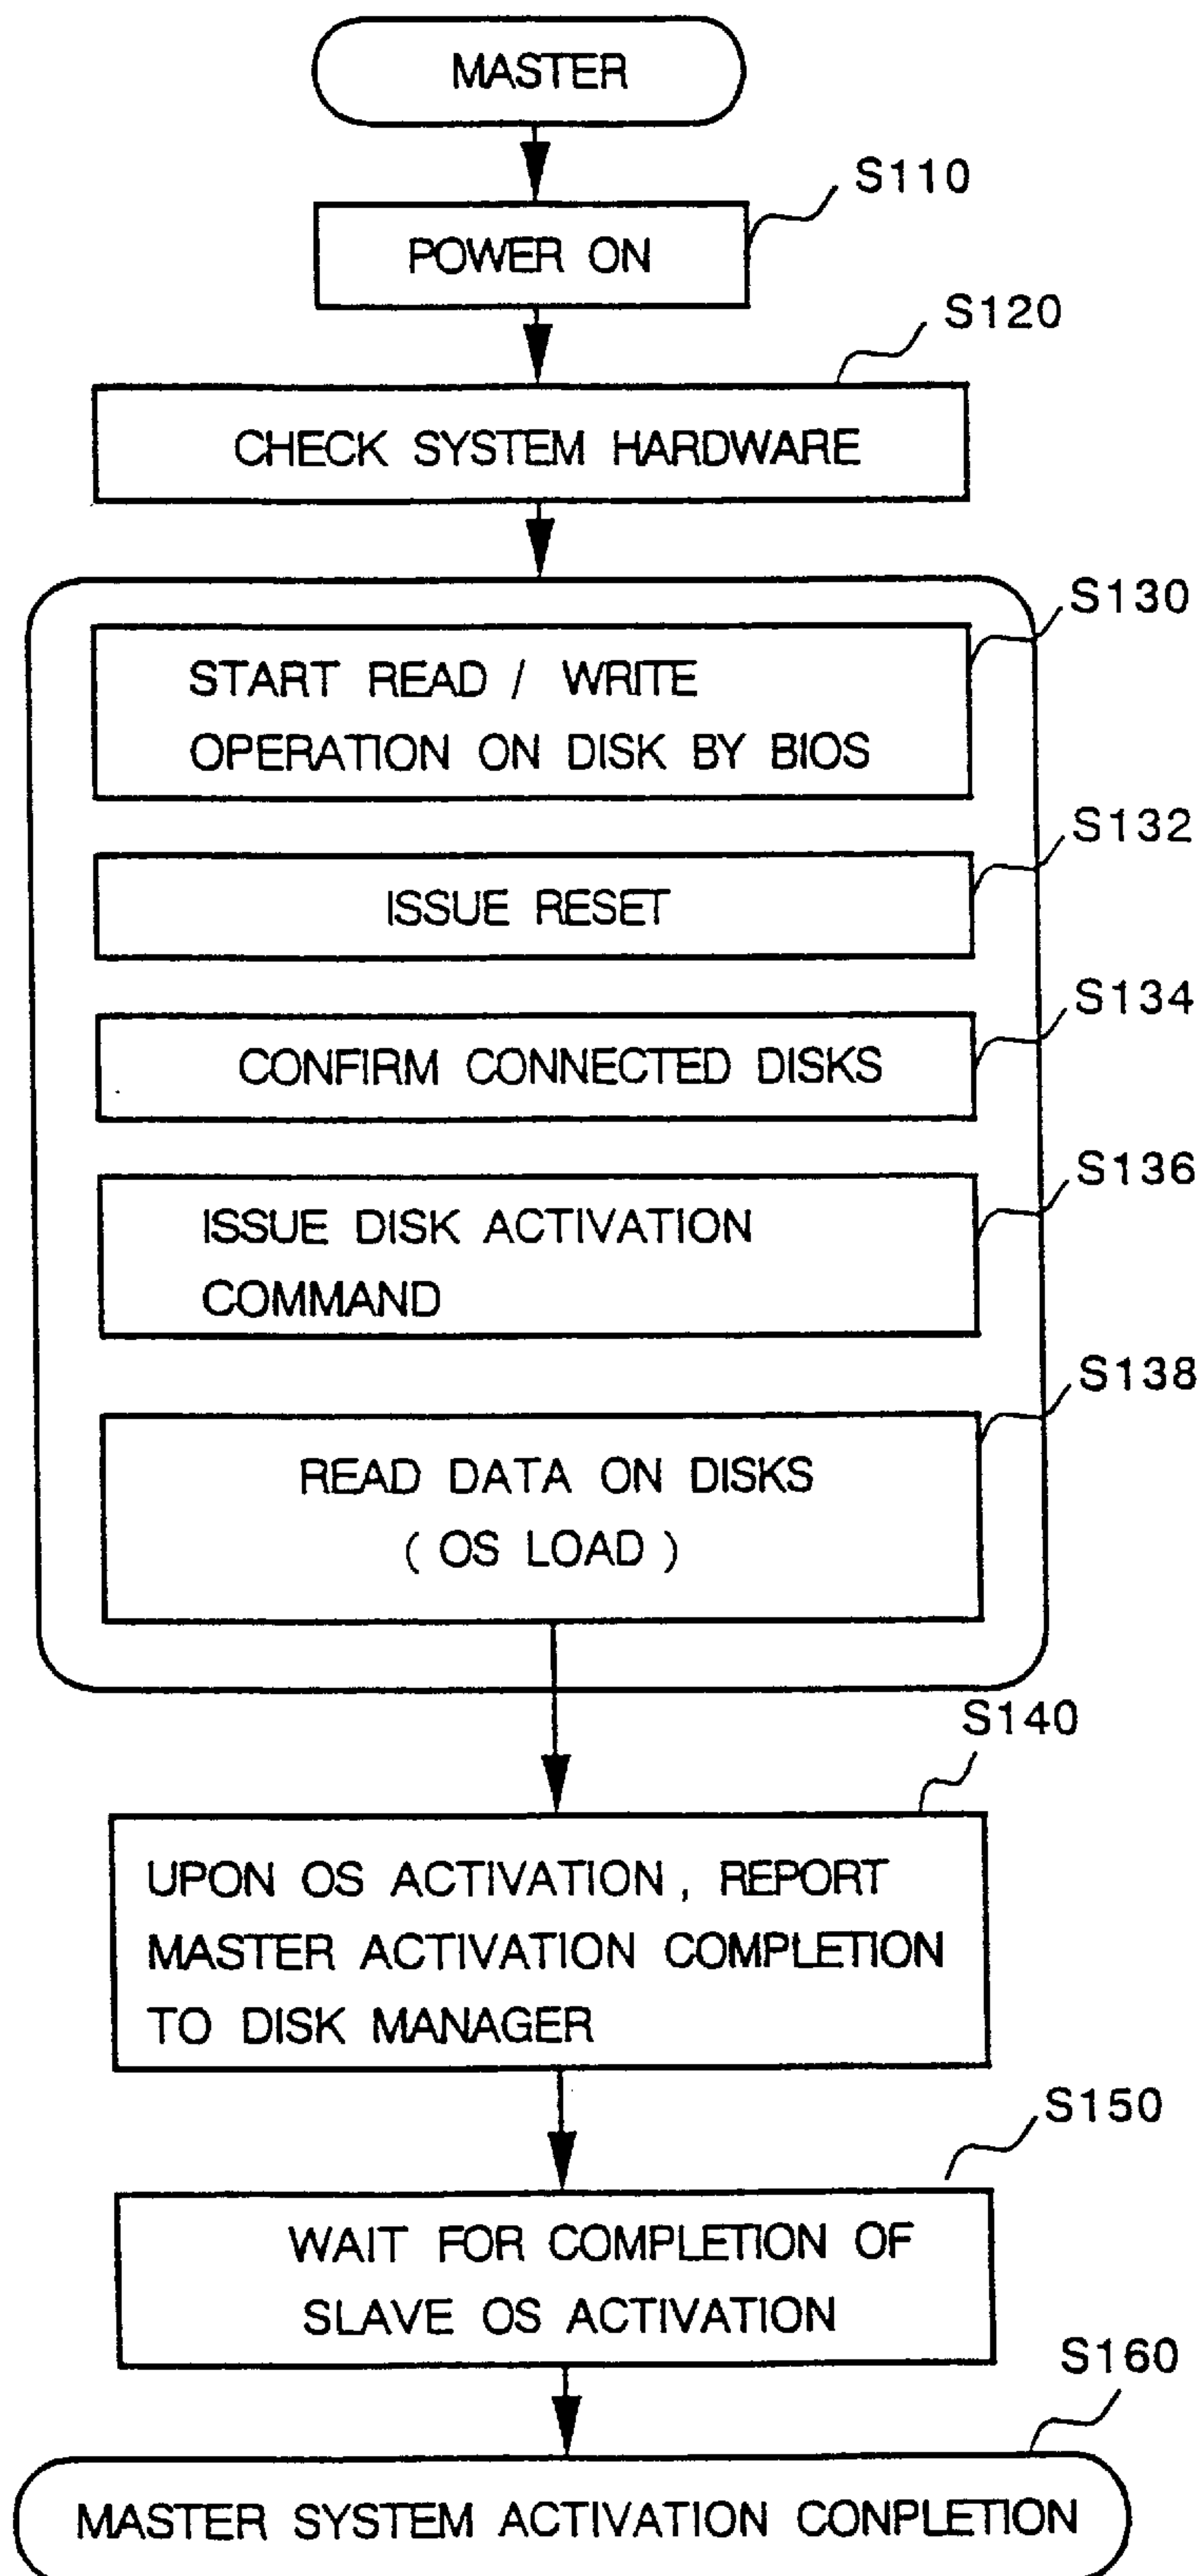 MASTER
S110
POWER ON
S120
CHECK SYSTEM HARDWARE
S130
START READ / WRITE
OPERATION ON DISK BY BIOS
S132
ISSUE RESET
S134
CONFIRM CONNECTED DISKS
S136
ISSUE DISK ACTIVATION
COMMAND
S138
READ DATA ON DISKS
( OS LOAD )
S140
UPON OS ACTIVATION, REPORT
MASTER ACTIVATION COMPLETION
TO DISK MANAGER
S150
WAIT FOR COMPLETION OF
SLAVE OS ACTIVATION
S160
MASTER SYSTEM ACTIVATION CONPLETION